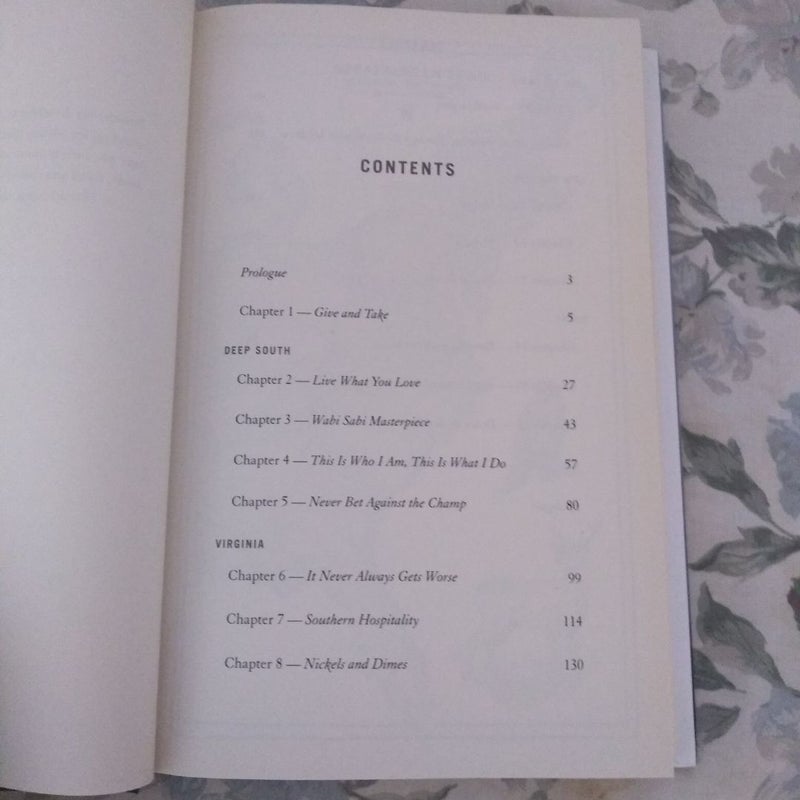 CONTENTS
Prologue 3
Chapter 1 — Give and Take 5
DEEP SOUTH
Chapter 2 — Live What You Love 27
Chapter 3 — Wabi Sabi Masterpiece 43
Chapter 4 — This Is Who I Am, This Is What I Do 57
Chapter 5 — Never Bet Against the Champ 80
VIRGINIA
Chapter 6 — It Never Always Gets Worse 99
Chapter 7 — Southern Hospitality 114
Chapter 8 — Nickels and Dimes 130